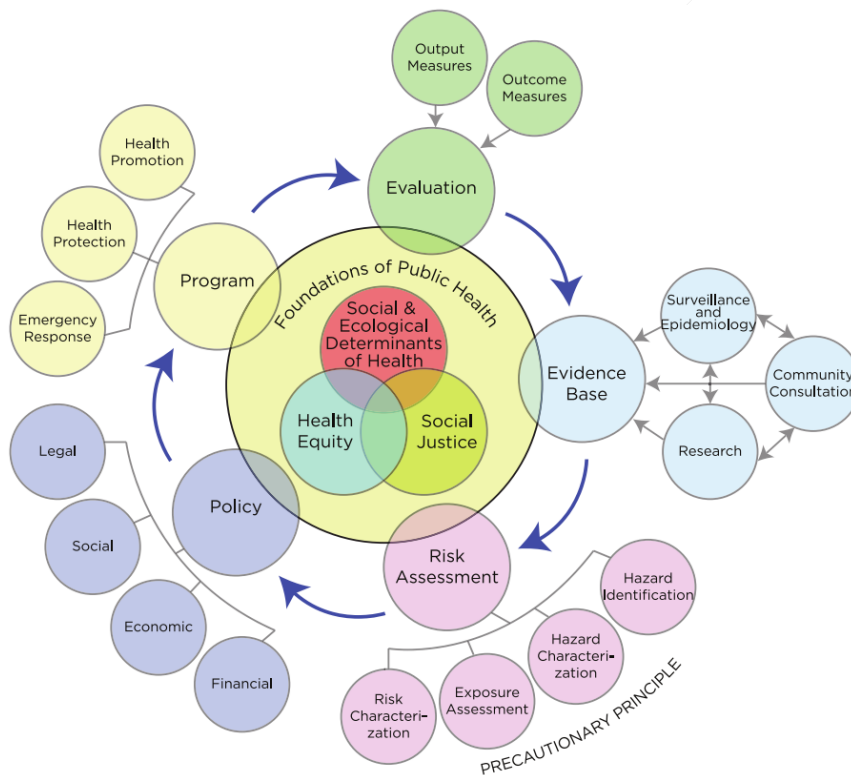 Output
Measures
Outcome
Measures
Evaluation
Health
Promotion
Health
Protection
Emergency
Response
Program
Foundations of Public Health
Social &
Ecological
Determinants
of Health
Health
Equity
Social
Justice
Evidence
Base
Surveillance
and
Epidemiology
Community
Consultation
Research
Legal
Social
Economic
Financial
Policy
Risk
Assessment
Hazard
Identification
Hazard
Characteri-
zation
Exposure
Assessment
Risk
Characteri-
zation
PRECAUTIONARY PRINCIPLE